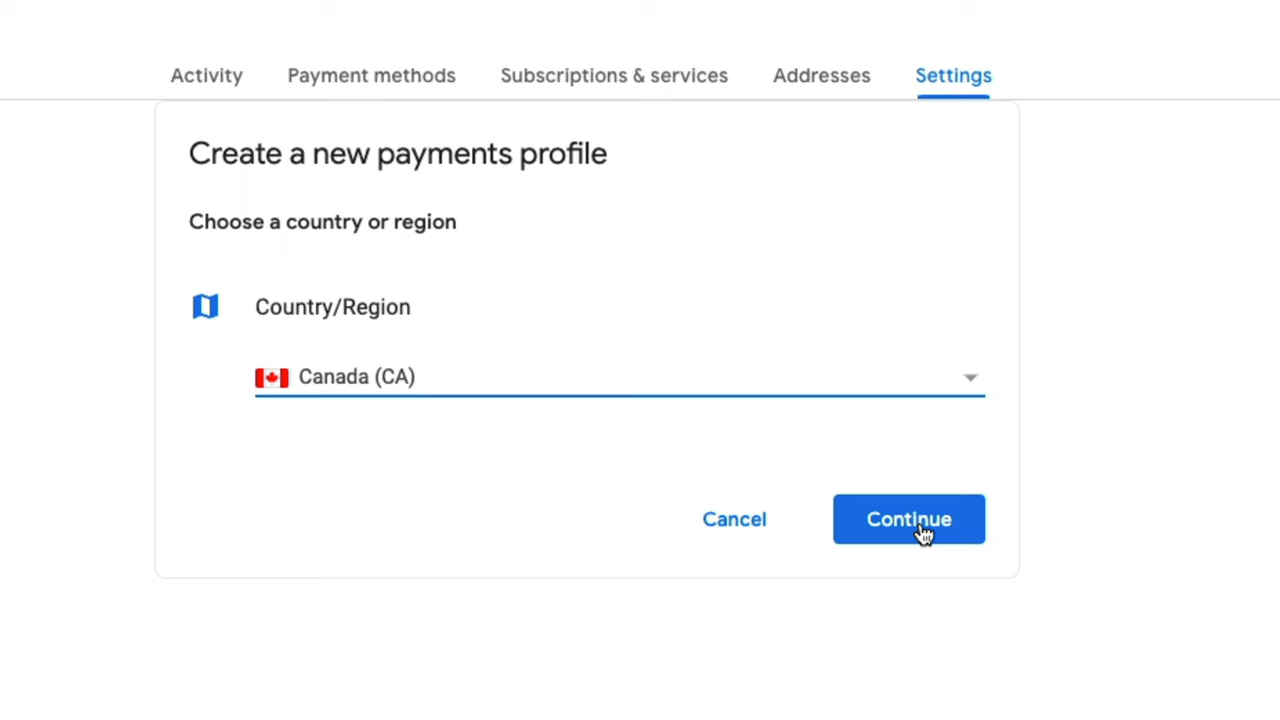 Activity Payment methods Subscriptions & services Addresses Settings
Create a new payments profile
Choose a country or region
Country/Region
Canada (CA)
Cancel Continue